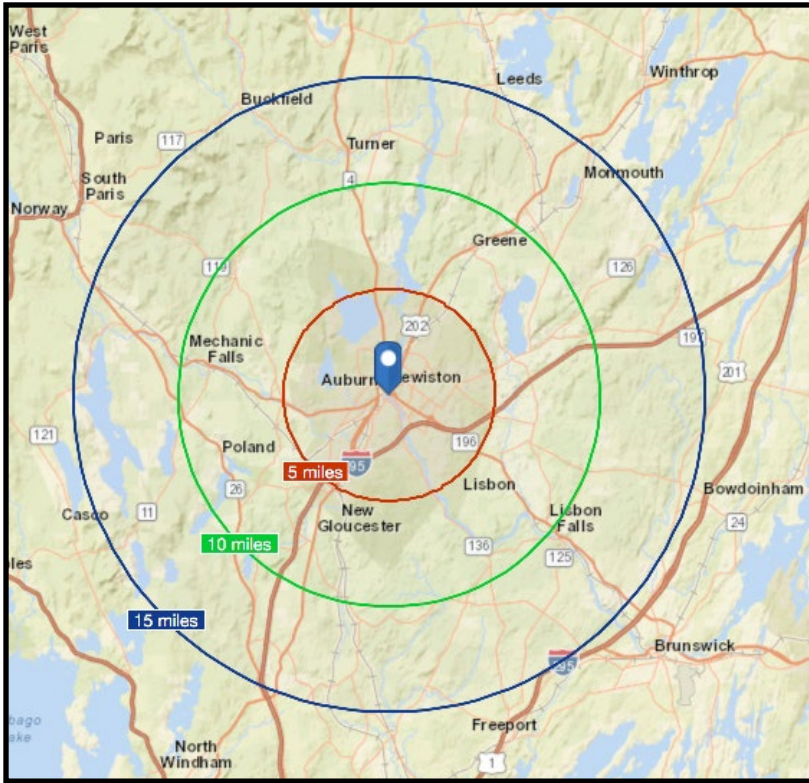 West
Paris
Leeds
Winthrop
Buckfield
Paris
117
Turner
Monmouth
South
Paris
4
Norway
Greene
119
126
202
Mechanic
Falls
197
201
Auburn
ewiston
121
196
Poland
95
5 miles
26
Lisbon
Bowdoinham
Casco
11
New
Gloucester
Lisbon
Falls
24
10 miles
136
125
les
15 miles
Brunswick
295
bago
ake
Freeport
North
Windham
1